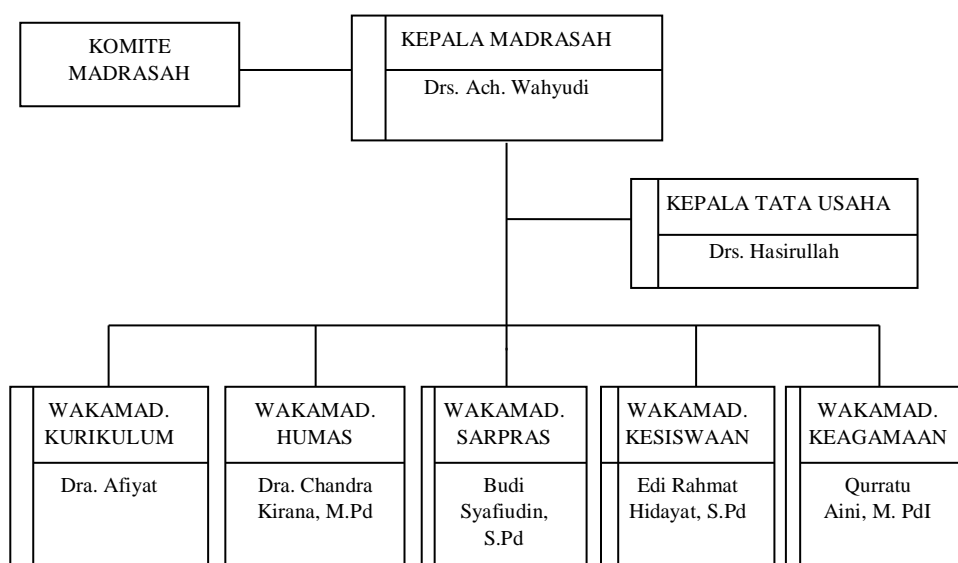 KOMITE
MADRASAH
KEPALA MADRASAH
Drs. Ach. Wahyudi
KEPALA TATA USAHA
Drs. Hasirullah
WAKAMAD.
KURIKULUM
Dra. Afiyat
WAKAMAD.
HUMAS
Dra. Chandra
Kirana, M.Pd
WAKAMAD.
SARPRAS
Budi
Syafiudin,
S.Pd
WAKAMAD.
KESISWAAN
Edi Rahmat
Hidayat, S.Pd
WAKAMAD.
KEAGAMAAN
Qurratu
Aini, M. PdI